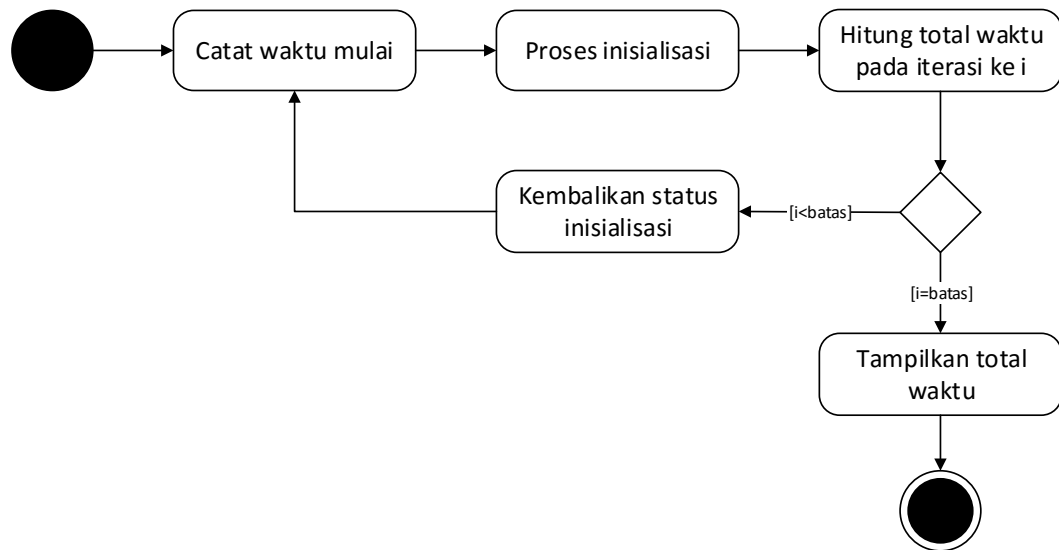 Catat waktu mulai
Proses inisialisasi
Hitung total waktu
pada iterasi ke i
Kembalikan status
inisialisasi
[i<batas]
[i=batas]
Tampilkan total
waktu